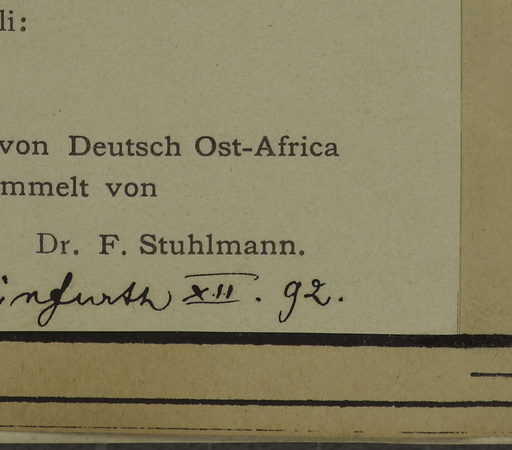 li:
von Deutsch Ost-Africa
mmelt von
Dr. F. Stuhlmann.
infurth XII. 92.